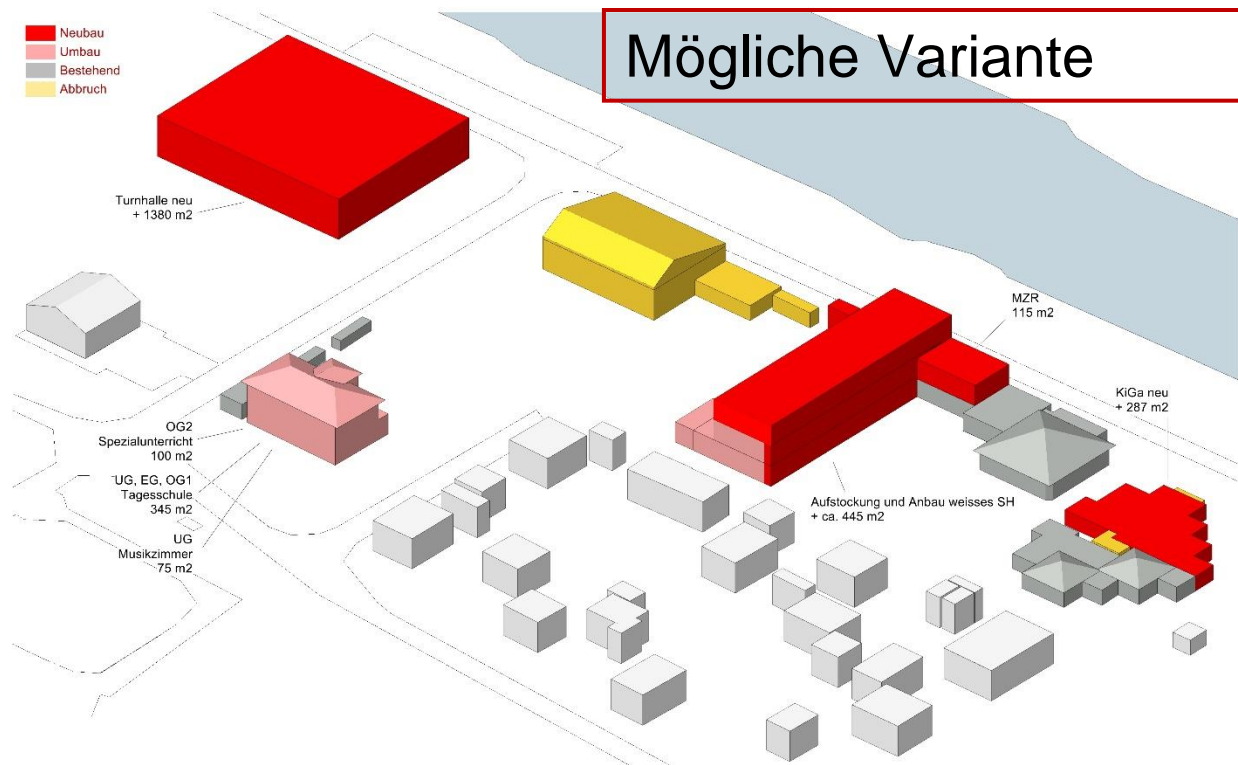 Mögliche Variante
Neubau
Umbau
Bestehend
Abbruch
Turnhalle neu
+ 1380 m2
MZR
115 m2
KiGa neu
+ 287 m2
OG2
Spezialunterricht
100 m2
UG, EG, OG1
Tagesschule
345 m2
UG
Musikzimmer
75 m2
Aufstockung und Anbau weisses SH
+ ca. 445 m2